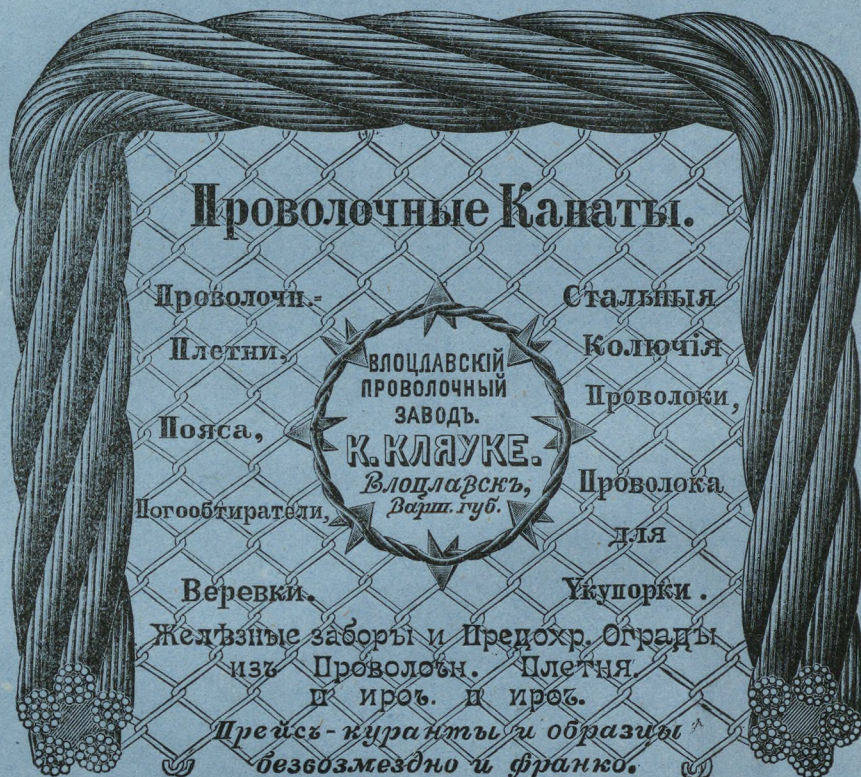 Проволочные Канаты.
Проволочн.-
Плетни,
Пояса,
Ногообтиратели,
Веревки.
ВЛОЦЛАВСКІЙ
ПРОВОЛОЧНЫЙ
ЗАВОДЪ.
К. КЛЯУКЕ.
Влоцлавскъ,
Варш. губ.
Стальныя
Колючія
Проволоки,
Проволока
для
Укупорки.
Желѣзные заборы и Предохр. Ограды
изъ Проволочн. Плетня.
и проч. и проч.
Прейсъ-куранты и образцы
безвозмездно и франко.